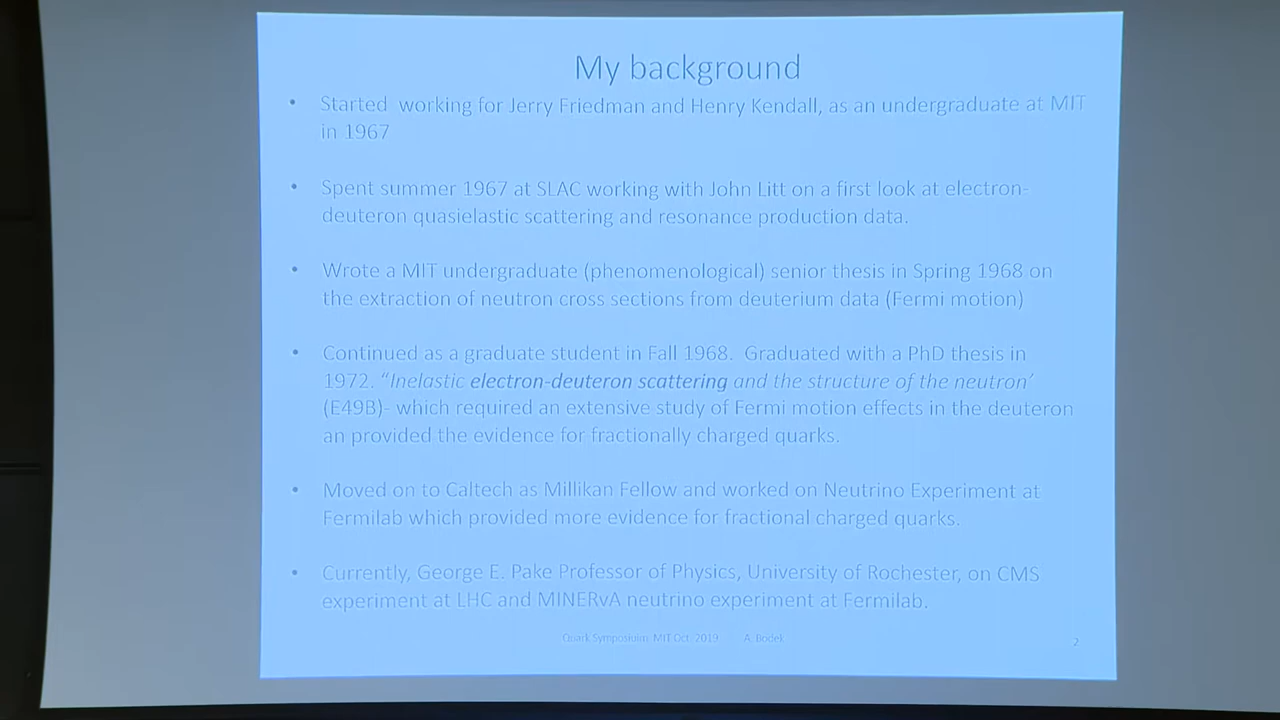 My background
• Started working for Jerry Friedman and Henry Kendall, as an undergraduate at MIT
in 1967
• Spent summer 1967 at SLAC working with John Litt on a first look at electron-
deuteron quasielastic scattering and resonance production data.
• Wrote a MIT undergraduate (phenomenological) senior thesis in Spring 1968 on
the extraction of neutron cross sections from deuterium data (Fermi motion)
• Continued as a graduate student in Fall 1968. Graduated with a PhD thesis in
1972. “Inelastic electron-deuteron scattering and the structure of the neutron’
(E49B)- which required an extensive study of Fermi motion effects in the deuteron
an provided the evidence for fractionally charged quarks.
• Moved on to Caltech as Millikan Fellow and worked on Neutrino Experiment at
Fermilab which provided more evidence for fractional charged quarks.
• Currently, George E. Pake Professor of Physics, University of Rochester, on CMS
experiment at LHC and MINERvA neutrino experiment at Fermilab.
Quark Symposium, MIT Oct. 2019 A. Bodek 2